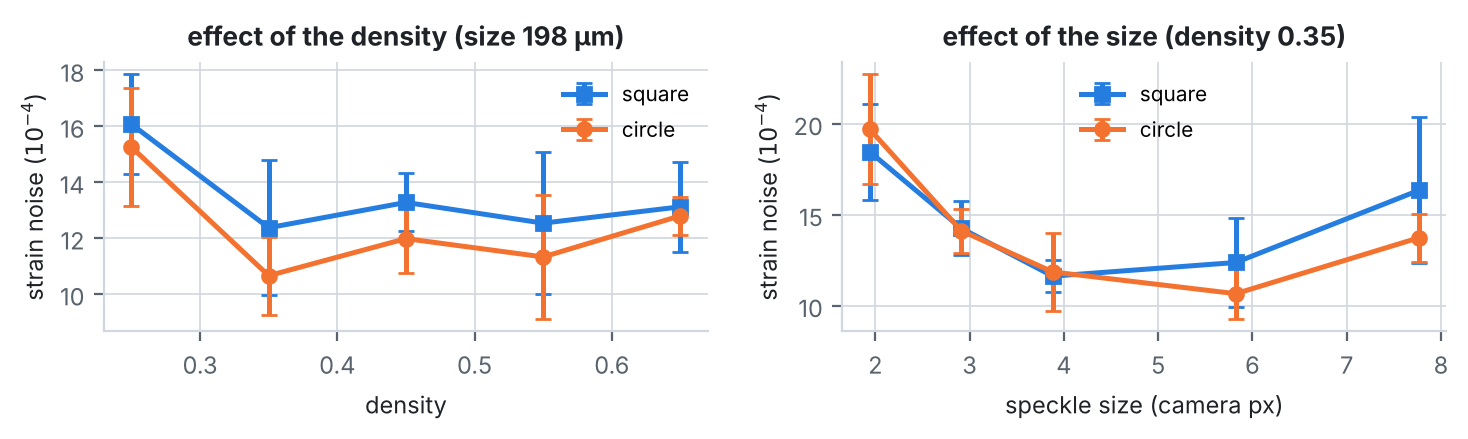 effect of the density (size 198 µm)
strain noise (10⁻⁴)
18
16
14
12
10
square
circle
0.3
0.4
0.5
0.6
density
effect of the size (density 0.35)
strain noise (10⁻⁴)
20
15
10
square
circle
2
3
4
5
6
7
8
speckle size (camera px)